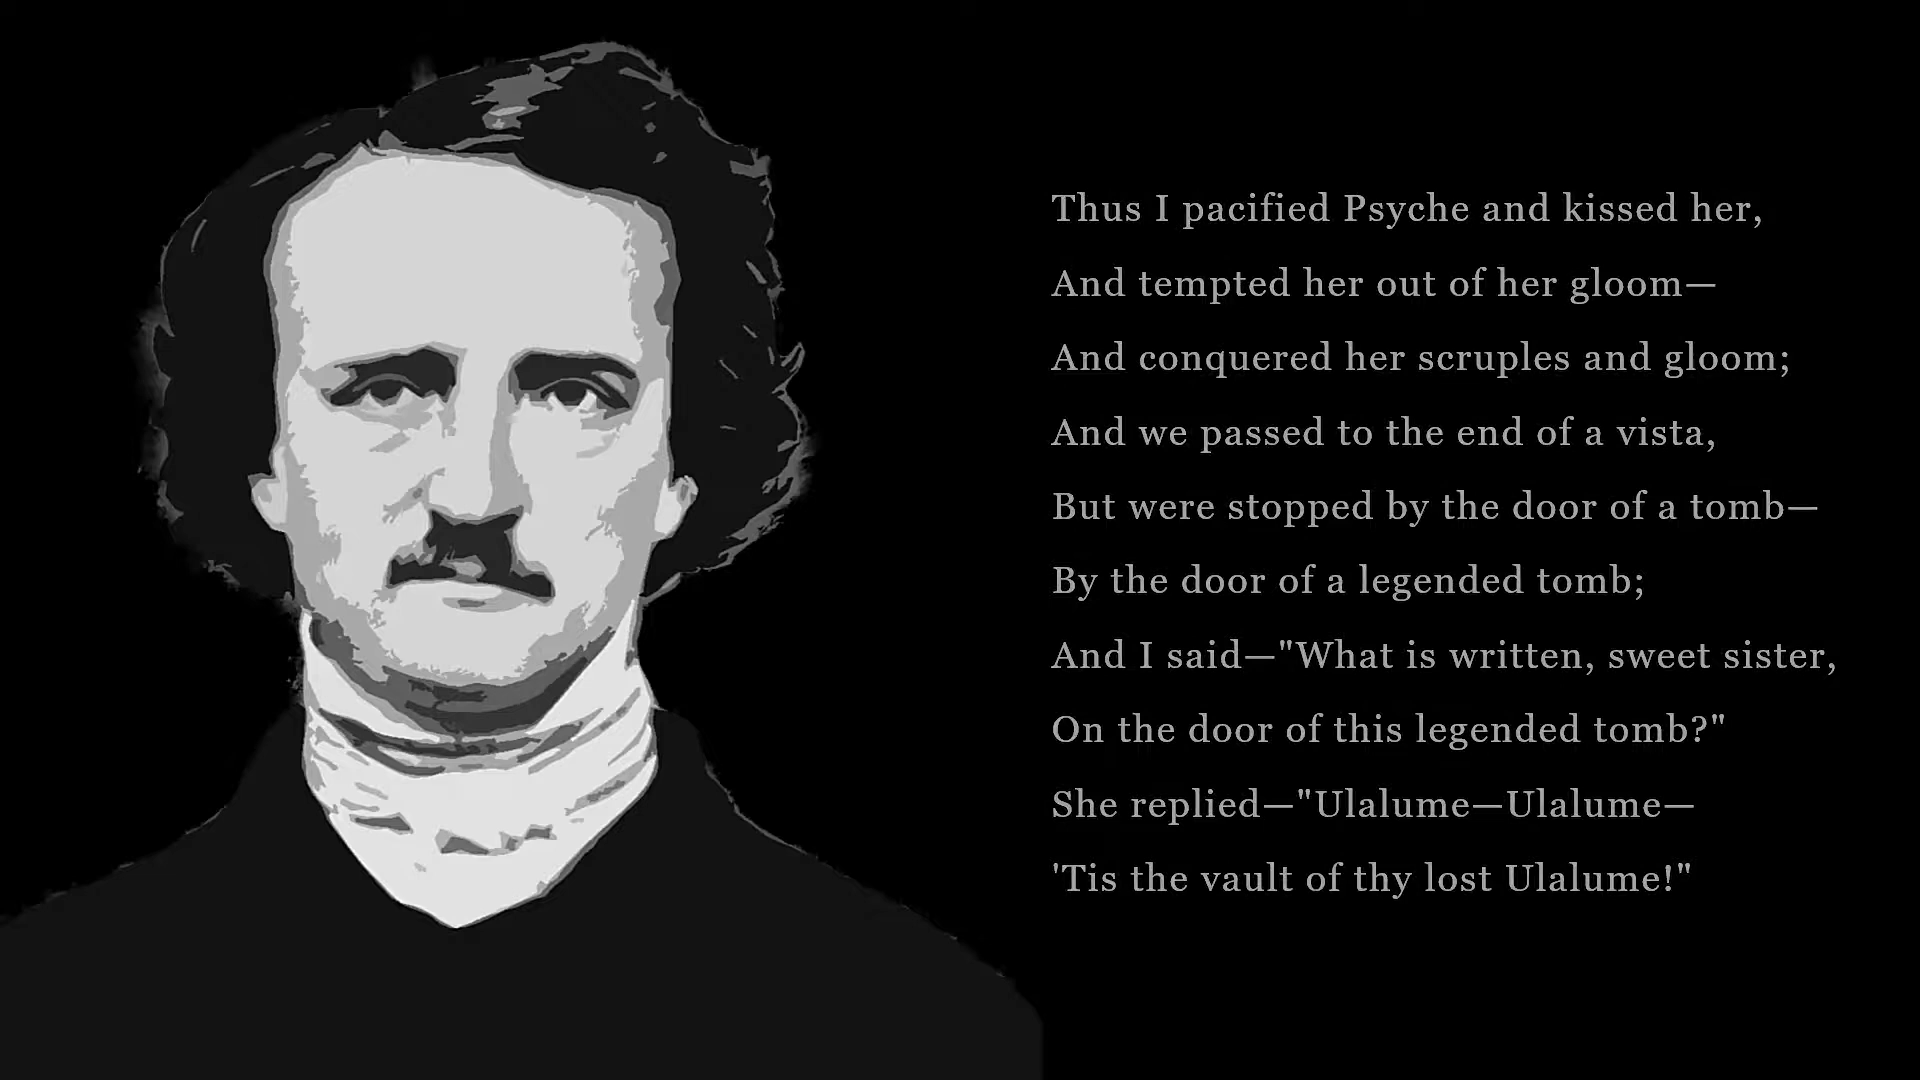 Thus I pacified Psyche and kissed her,
And tempted her out of her gloom—
And conquered her scruples and gloom;
And we passed to the end of a vista,
But were stopped by the door of a tomb—
By the door of a legended tomb;
And I said—"What is written, sweet sister,
On the door of this legended tomb?"
She replied—"Ulalume—Ulalume—
'Tis the vault of thy lost Ulalume!"